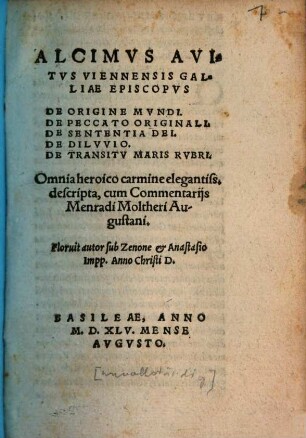 ALCIMVS AVI-
TVS VIENNENSIS GAL-
LIAE EPISCOPVS
DE ORIGINE MVNDI.
DE PECCATO ORIGINALI.
DE SENTENTIA DEI.
DE DILVVIO.
DE TRANSITV MARIS RVBRI.
Omnia heroico carmine elegantiss.
descripta, cum Commentarijs
Menradi Moltheri Au-
gustani.
Floruit autor sub Zenone & Anastasio
Impp. Anno Christi D.
BASILEAE, ANNO
M. D. XLV. MENSE
AVGVSTO.